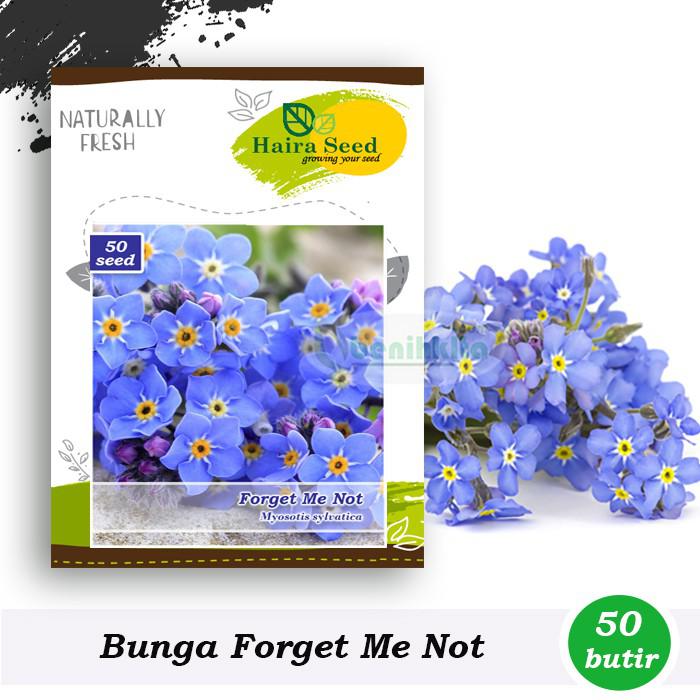 NATURALLY
FRESH
Haira Seed
growing your seed
50
seed
Forget Me Not
Myosotis sylvatica
Bunga Forget Me Not
50
butir